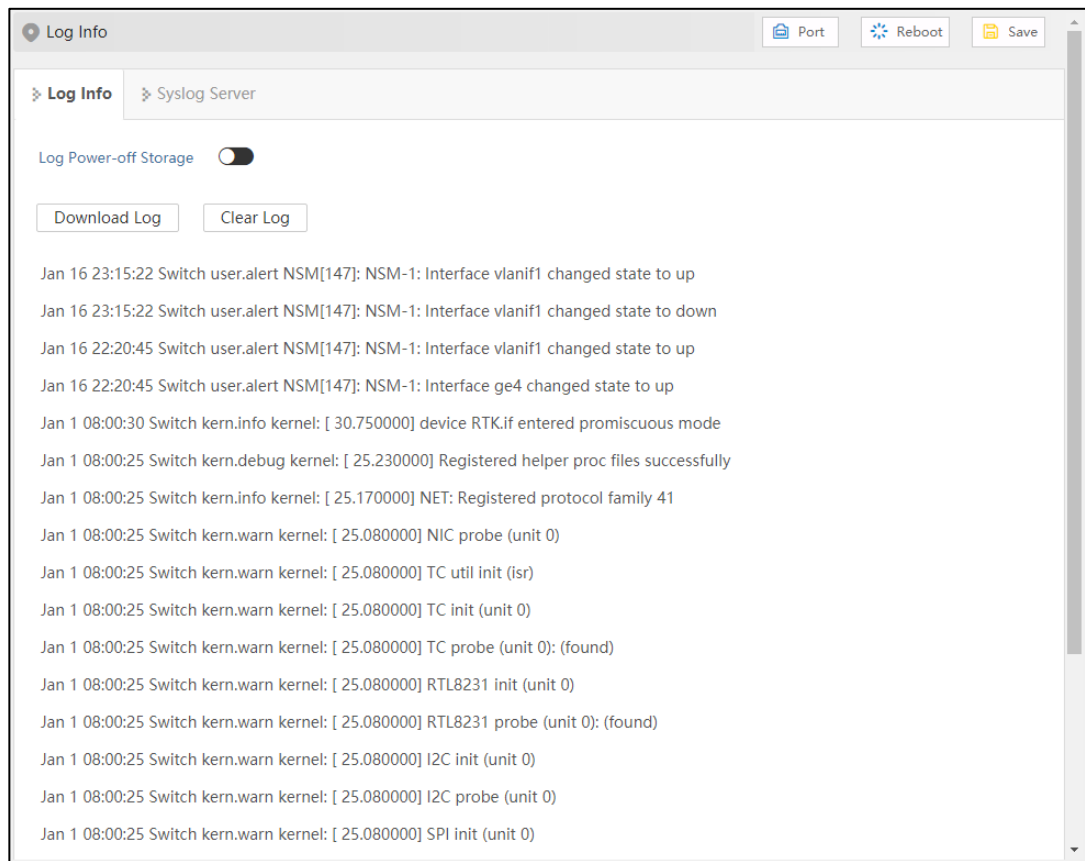 Log Info
Port
Reboot
Save
Log Info
Syslog Server
Log Power-off Storage
Download Log
Clear Log
Jan 16 23:15:22 Switch user.alert NSM[147]: NSM-1: Interface vlanif1 changed state to up
Jan 16 23:15:22 Switch user.alert NSM[147]: NSM-1: Interface vlanif1 changed state to down
Jan 16 22:20:45 Switch user.alert NSM[147]: NSM-1: Interface vlanif1 changed state to up
Jan 16 22:20:45 Switch user.alert NSM[147]: NSM-1: Interface ge4 changed state to up
Jan 1 08:00:30 Switch kern.info kernel: [ 30.750000] device RTK.if entered promiscuous mode
Jan 1 08:00:25 Switch kern.debug kernel: [ 25.230000] Registered helper proc files successfully
Jan 1 08:00:25 Switch kern.info kernel: [ 25.170000] NET: Registered protocol family 41
Jan 1 08:00:25 Switch kern.warn kernel: [ 25.080000] NIC probe (unit 0)
Jan 1 08:00:25 Switch kern.warn kernel: [ 25.080000] TC util init (isr)
Jan 1 08:00:25 Switch kern.warn kernel: [ 25.080000] TC init (unit 0)
Jan 1 08:00:25 Switch kern.warn kernel: [ 25.080000] TC probe (unit 0): (found)
Jan 1 08:00:25 Switch kern.warn kernel: [ 25.080000] RTL8231 init (unit 0)
Jan 1 08:00:25 Switch kern.warn kernel: [ 25.080000] RTL8231 probe (unit 0): (found)
Jan 1 08:00:25 Switch kern.warn kernel: [ 25.080000] I2C init (unit 0)
Jan 1 08:00:25 Switch kern.warn kernel: [ 25.080000] I2C probe (unit 0)
Jan 1 08:00:25 Switch kern.warn kernel: [ 25.080000] SPI init (unit 0)